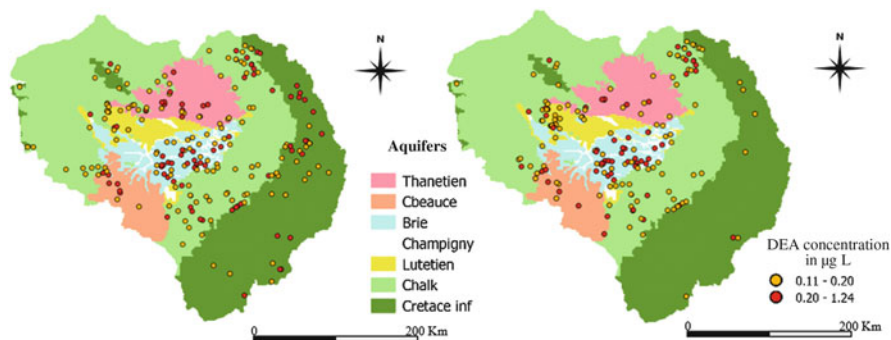 N
N
Aquifers
Thanetien
Cbeauce
Brie
Champigny
Lutetien
Chalk
Cretace inf
DEA concentration
in µg L
0.11 - 0.20
0.20 - 1.24
0 200 Km
0 200 Km